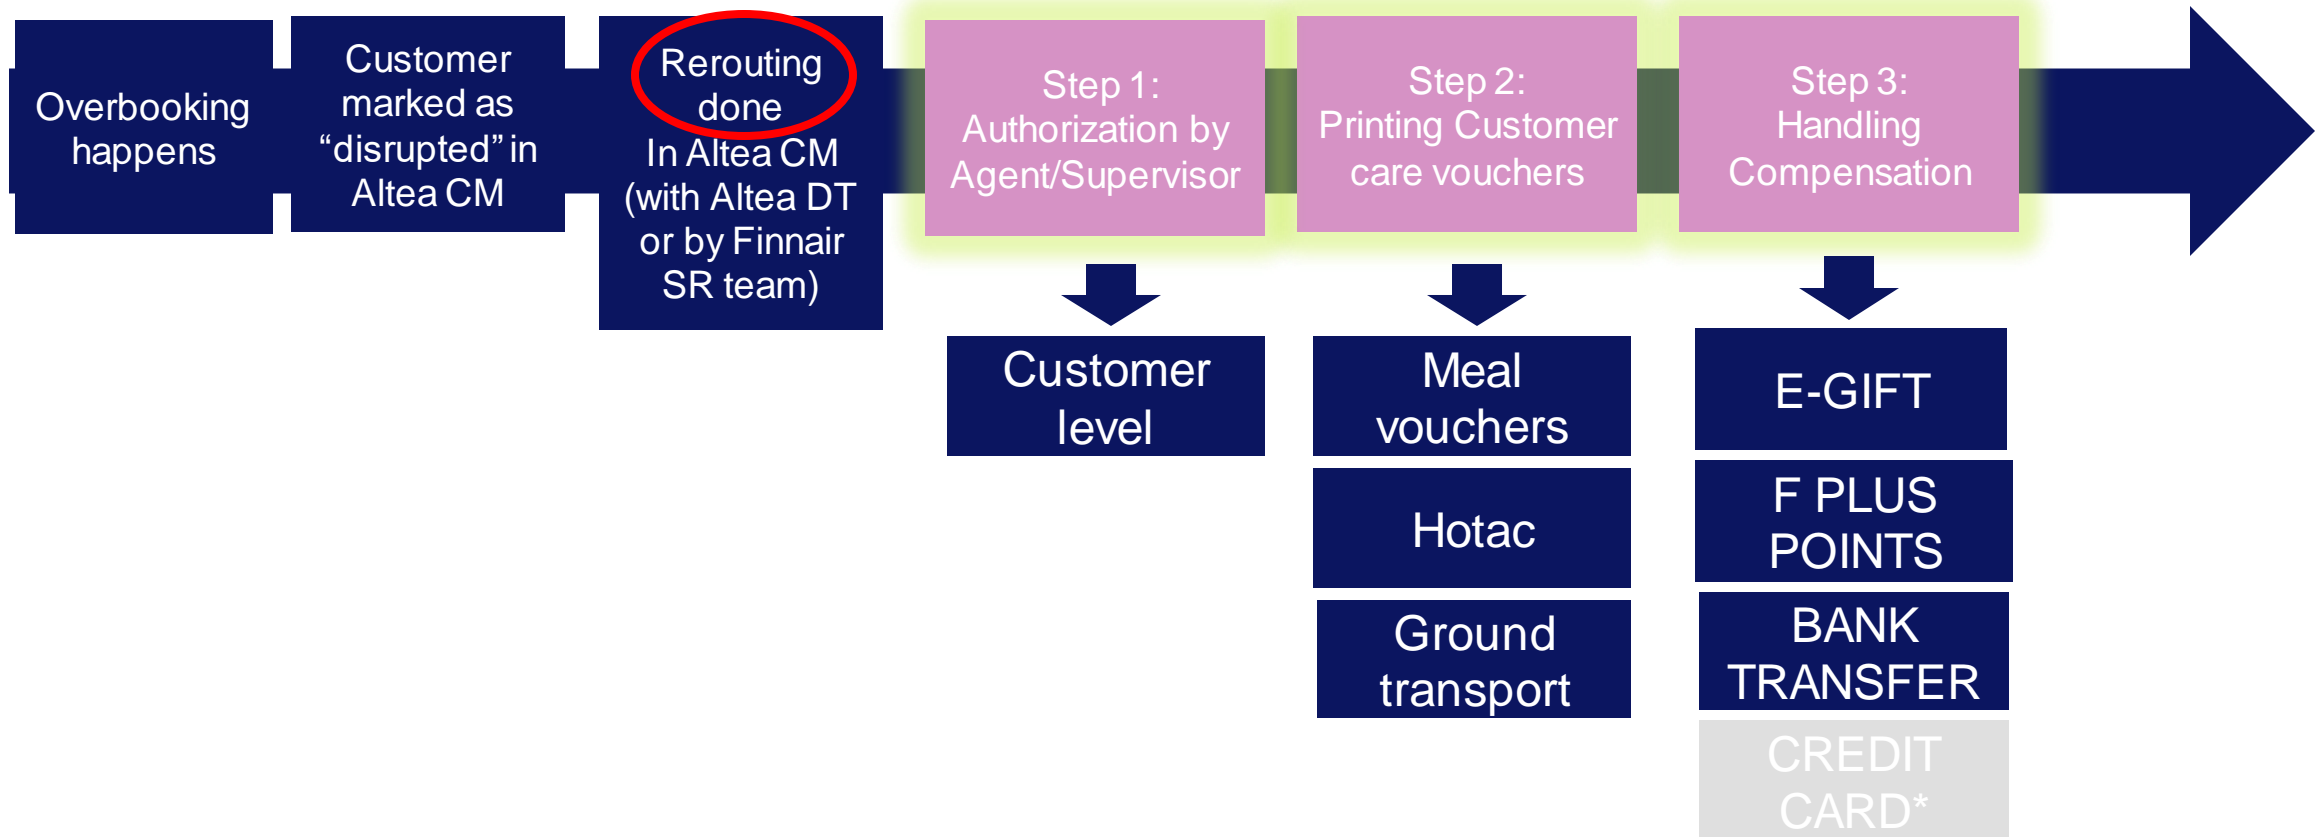 Overbooking
happens
Customer
marked as
“disrupted” in
Altea CM
Rerouting
done
In Altea CM
(with Altea DT
or by Finnair
SR team)
Step 1:
Authorization by
Agent/Supervisor
Step 2:
Printing Customer
care vouchers
Step 3:
Handling
Compensation
Customer
level
Meal
vouchers
Hotac
Ground
transport
E-GIFT
F PLUS
POINTS
BANK
TRANSFER
CREDIT
CARD*